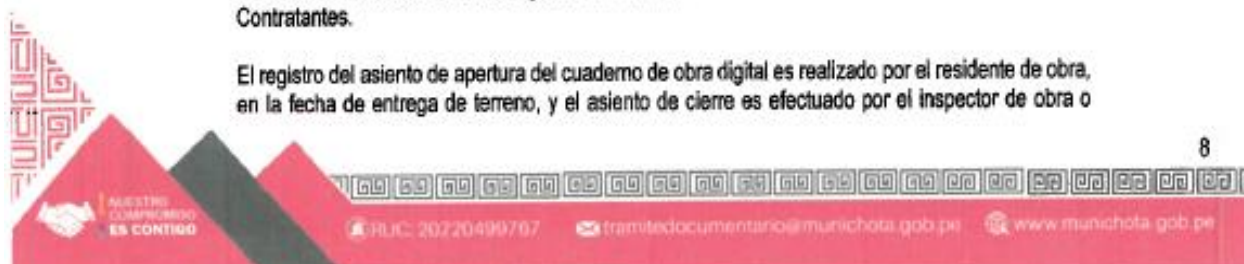 Contratantes.
El registro del asiento de apertura del cuaderno de obra digital es realizado por el residente de obra,
en la fecha de entrega de terreno, y el asiento de cierre es efectuado por el inspector de obra o
8
NUESTRO
COMPROMISO
ES CONTIGO
RUC: 20220499767
tramitedocumentario@munichota.gob.pe
www.munichota.gob.pe